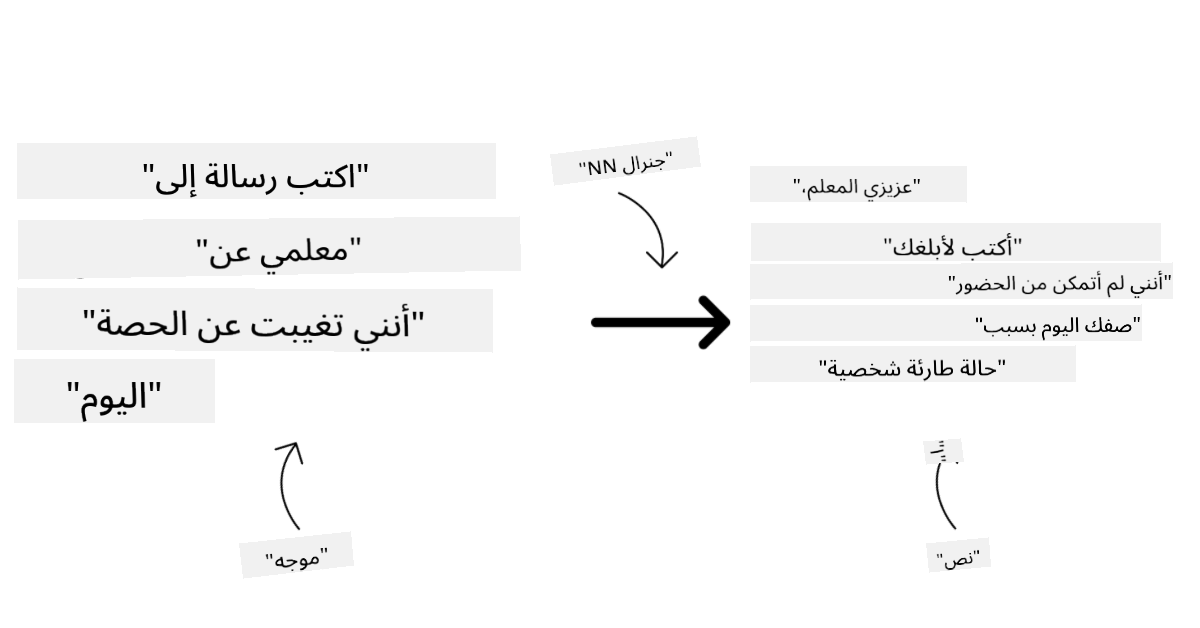 "اكتب رسالة إلى"
"معلمي عن"
"أنني تغيبت عن الحصة"
"اليوم"
"موجه"
"جنرال NN"
"عزيزي المعلم،"
"أكتب لأبلغك"
"أنني لم أتمكن من الحضور"
"صفك اليوم بسبب"
"حالة طارئة شخصية"
"نص"